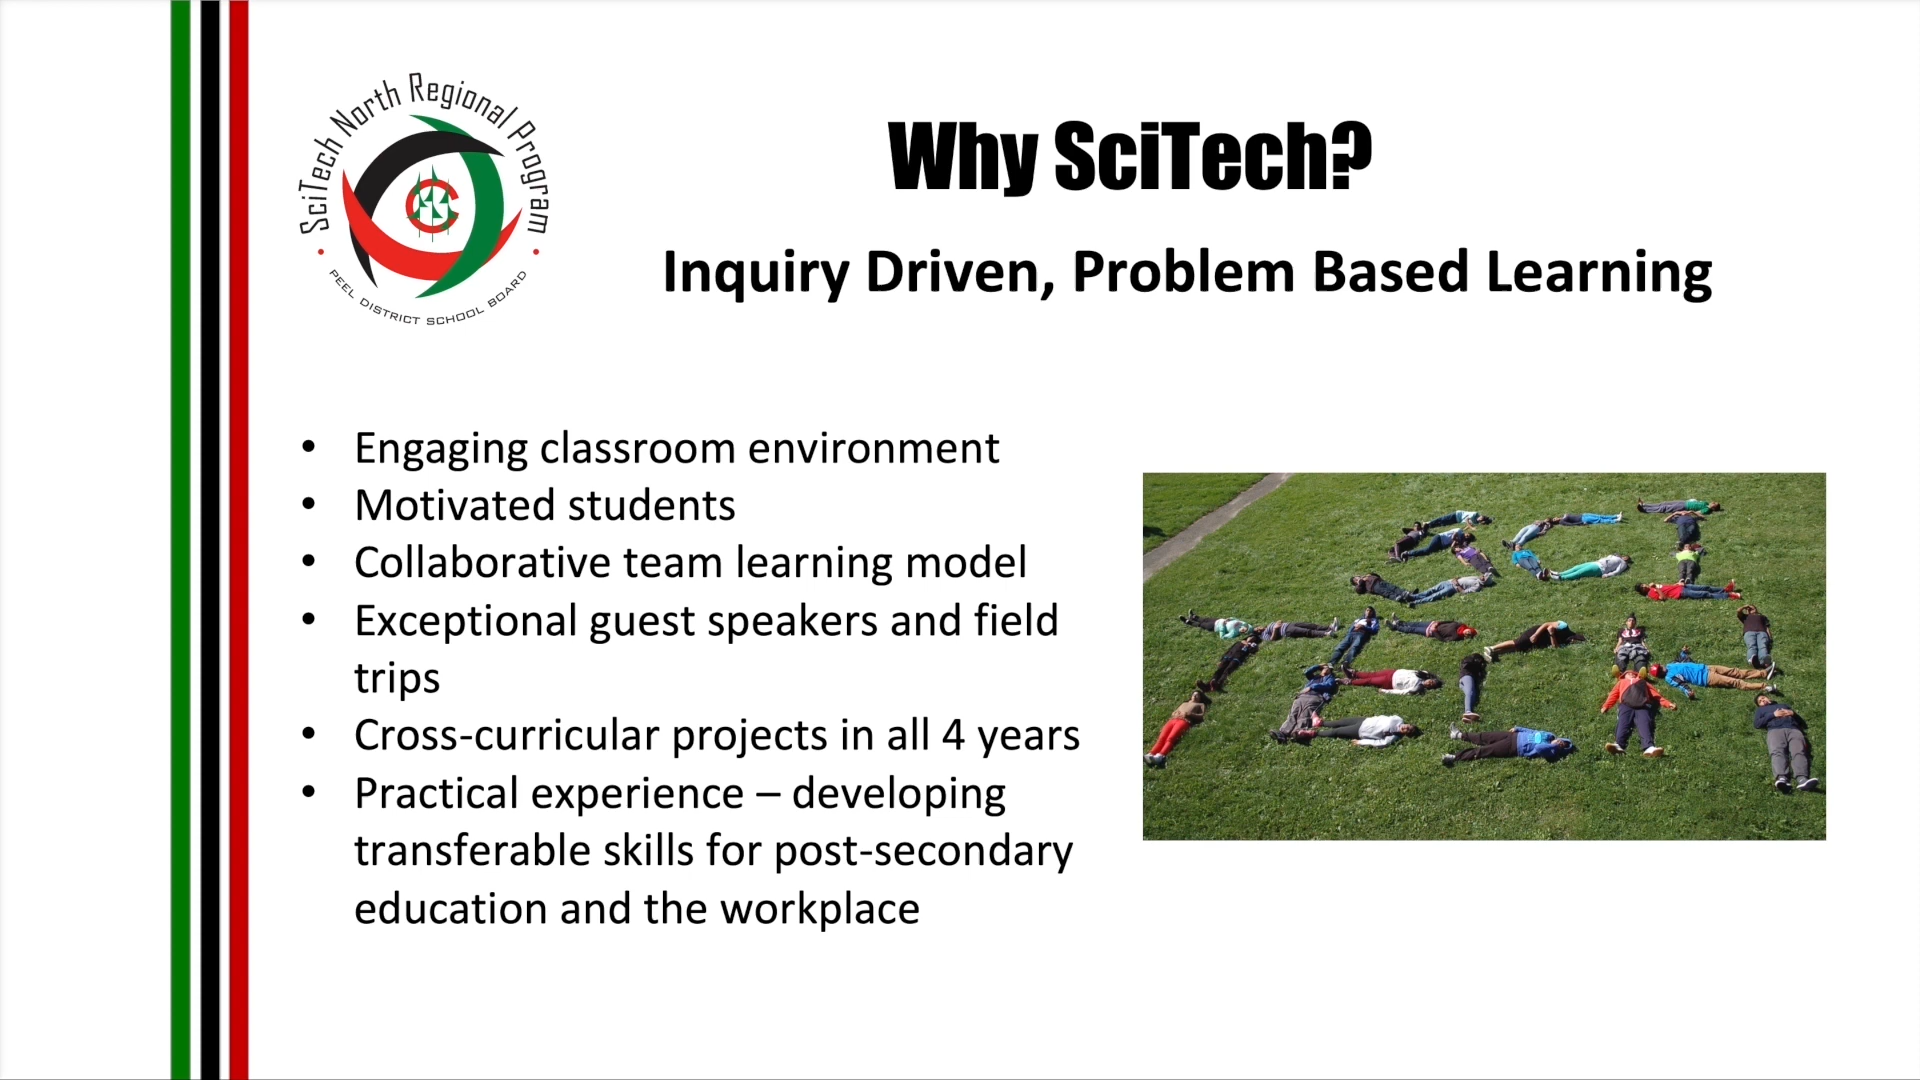 SciTech North Regional Program
PEEL DISTRICT SCHOOL BOARD
Why SciTech?
Inquiry Driven, Problem Based Learning
• Engaging classroom environment
• Motivated students
• Collaborative team learning model
• Exceptional guest speakers and field
trips
• Cross-curricular projects in all 4 years
• Practical experience – developing
transferable skills for post-secondary
education and the workplace
SCI
TECH